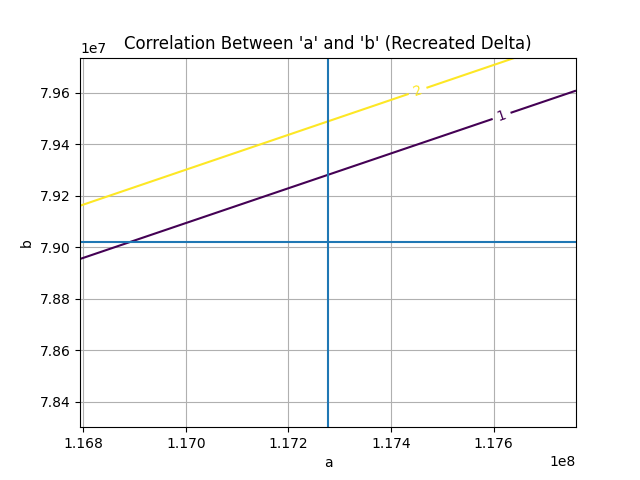 Correlation Between 'a' and 'b' (Recreated Delta)
1e7
7.96
7.94
7.92
7.90
7.88
7.86
7.84
b
2
1
1.168
1.170
1.172
1.174
1.176
a
1e8